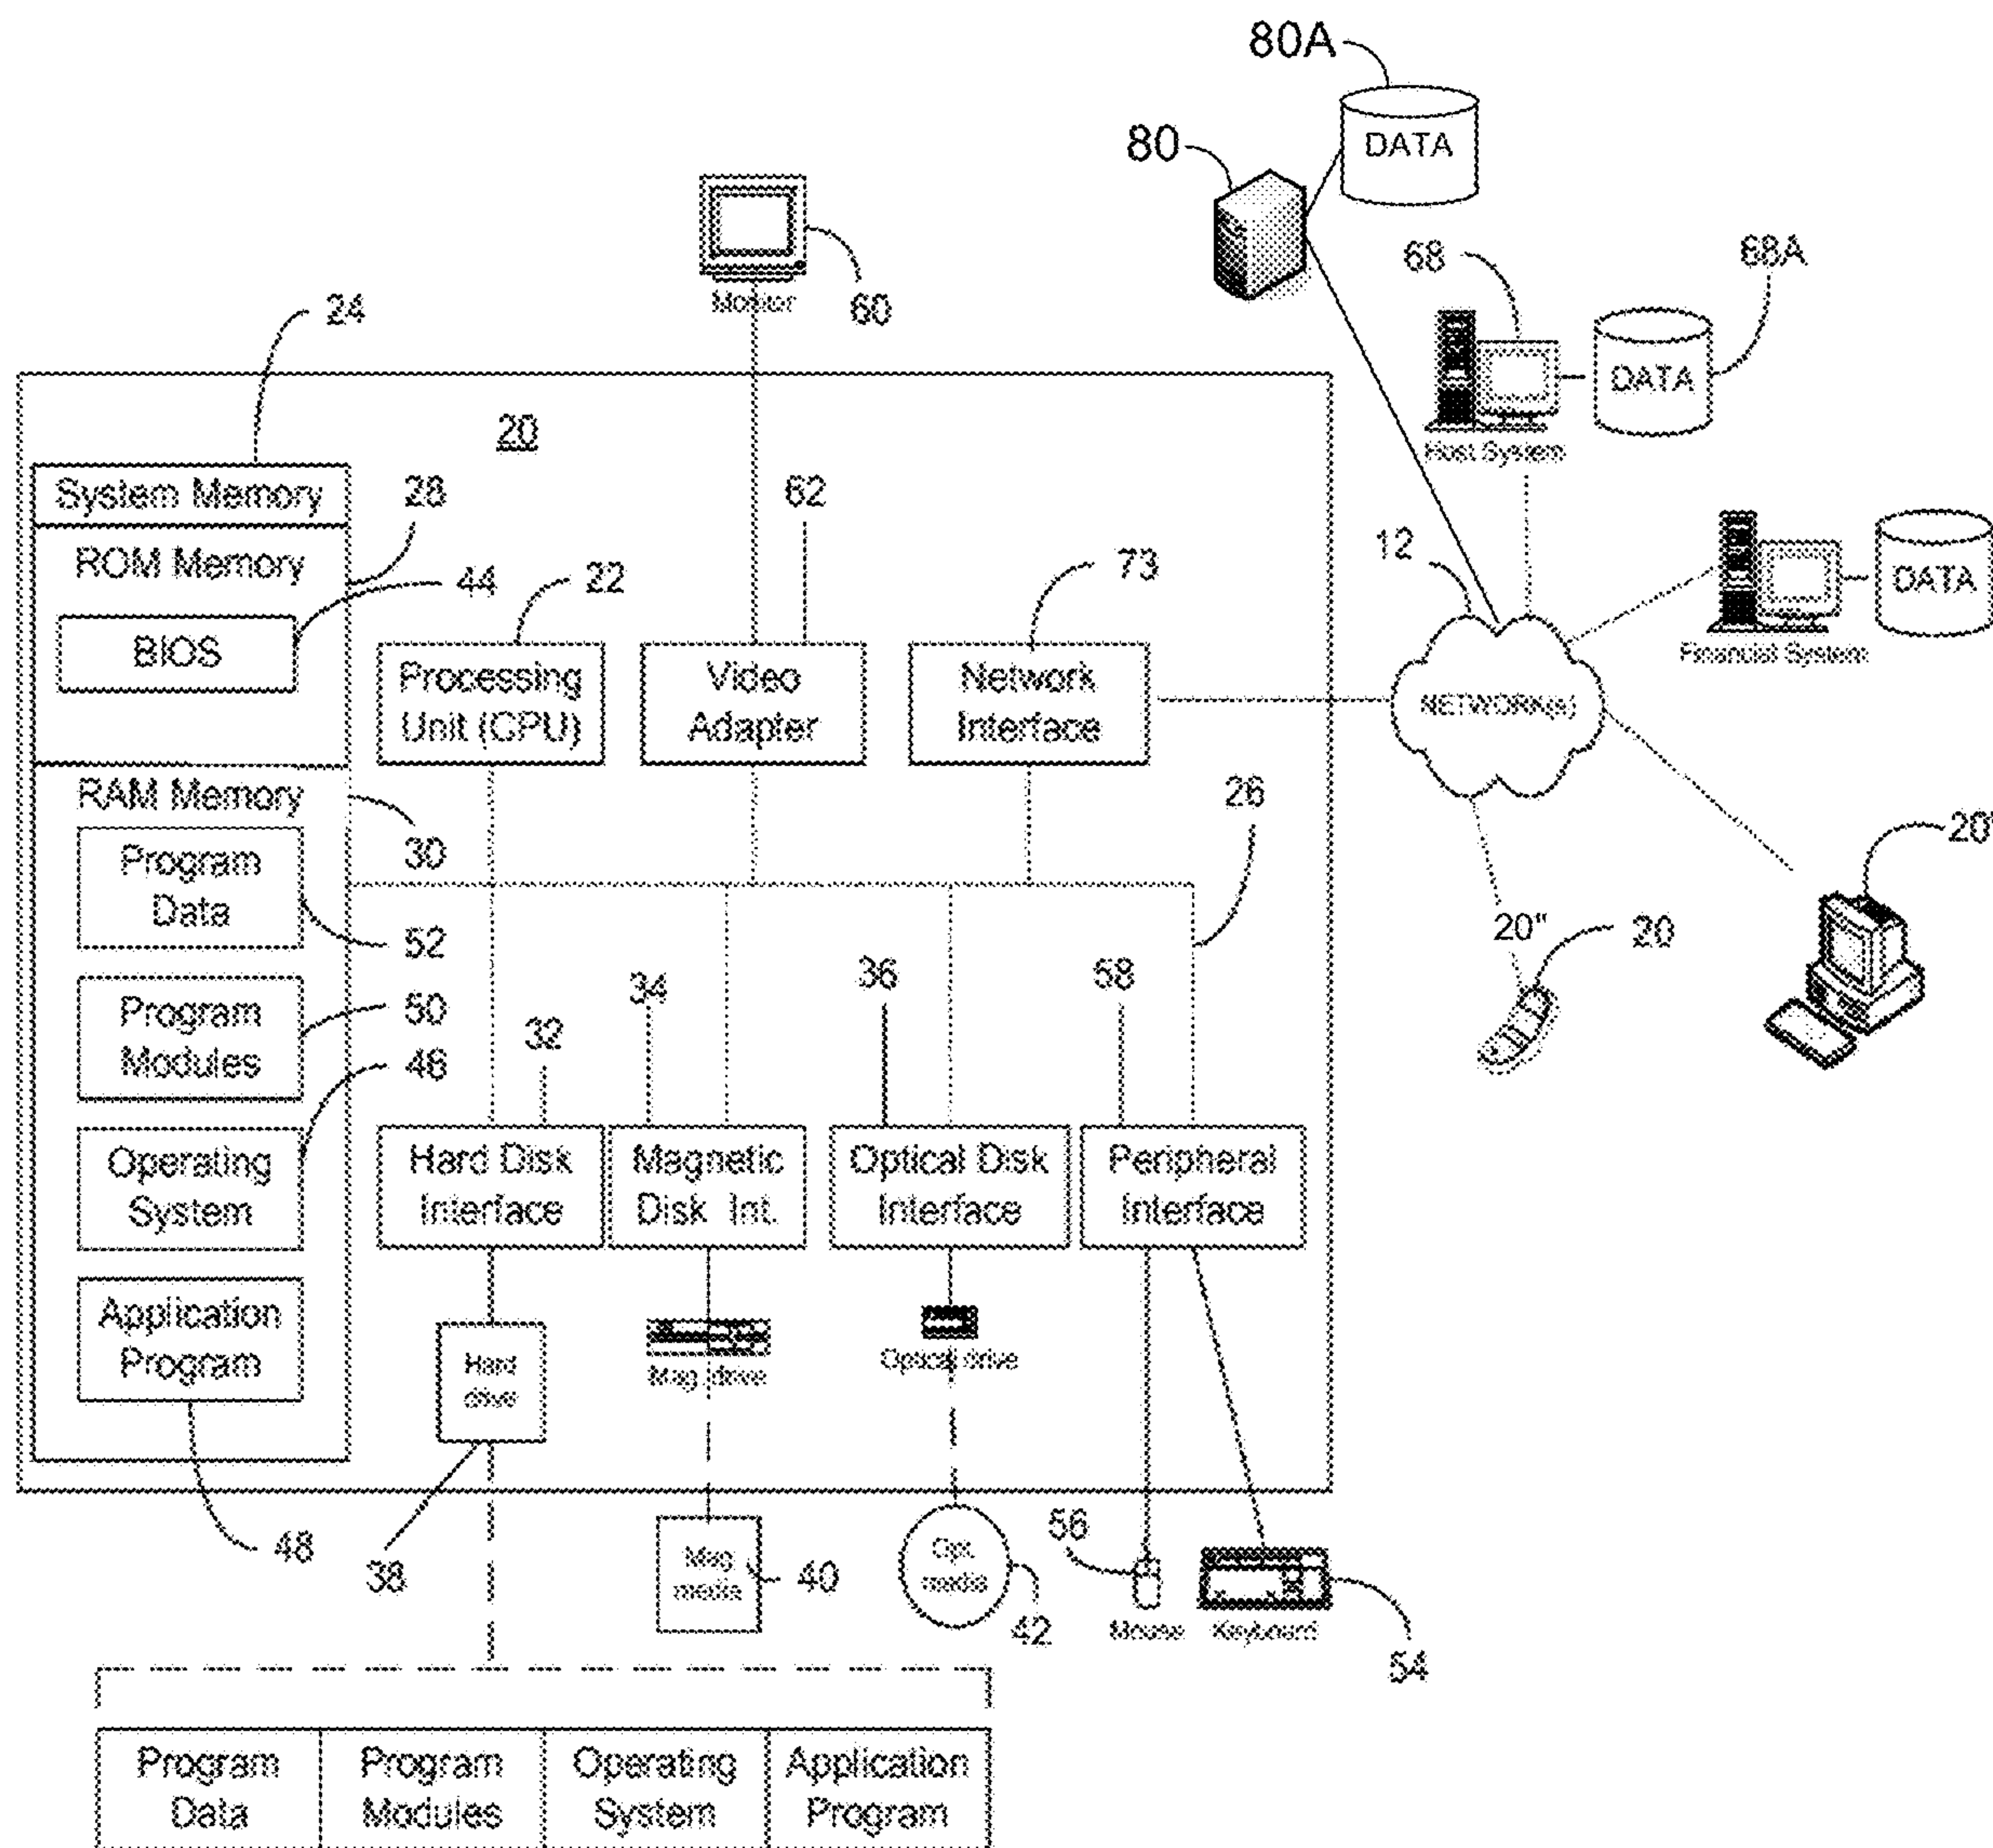 80A
DATA
80
68
68A
DATA
Host System
Monitor
60
24
20
System Memory
28
62
ROM Memory
44
22
73
12
DATA
Financial System
BIOS
Processing
Unit (CPU)
Video
Adapter
Network
Interface
NETWORK(s)
RAM Memory
30
26
20'
Program
Data
52
20"
20
Program
Modules
50
34
36
58
32
46
Operating
System
Hard Disk
Interface
Magnetic
Disk Int.
Optical Disk
Interface
Peripheral
Interface
Application
Program
Hard
drive
Mag. drive
Optical drive
48
38
Mag
media
40
Opt.
media
42
56
Mouse
Keyboard
54
Program
Data
Program
Modules
Operating
System
Application
Program